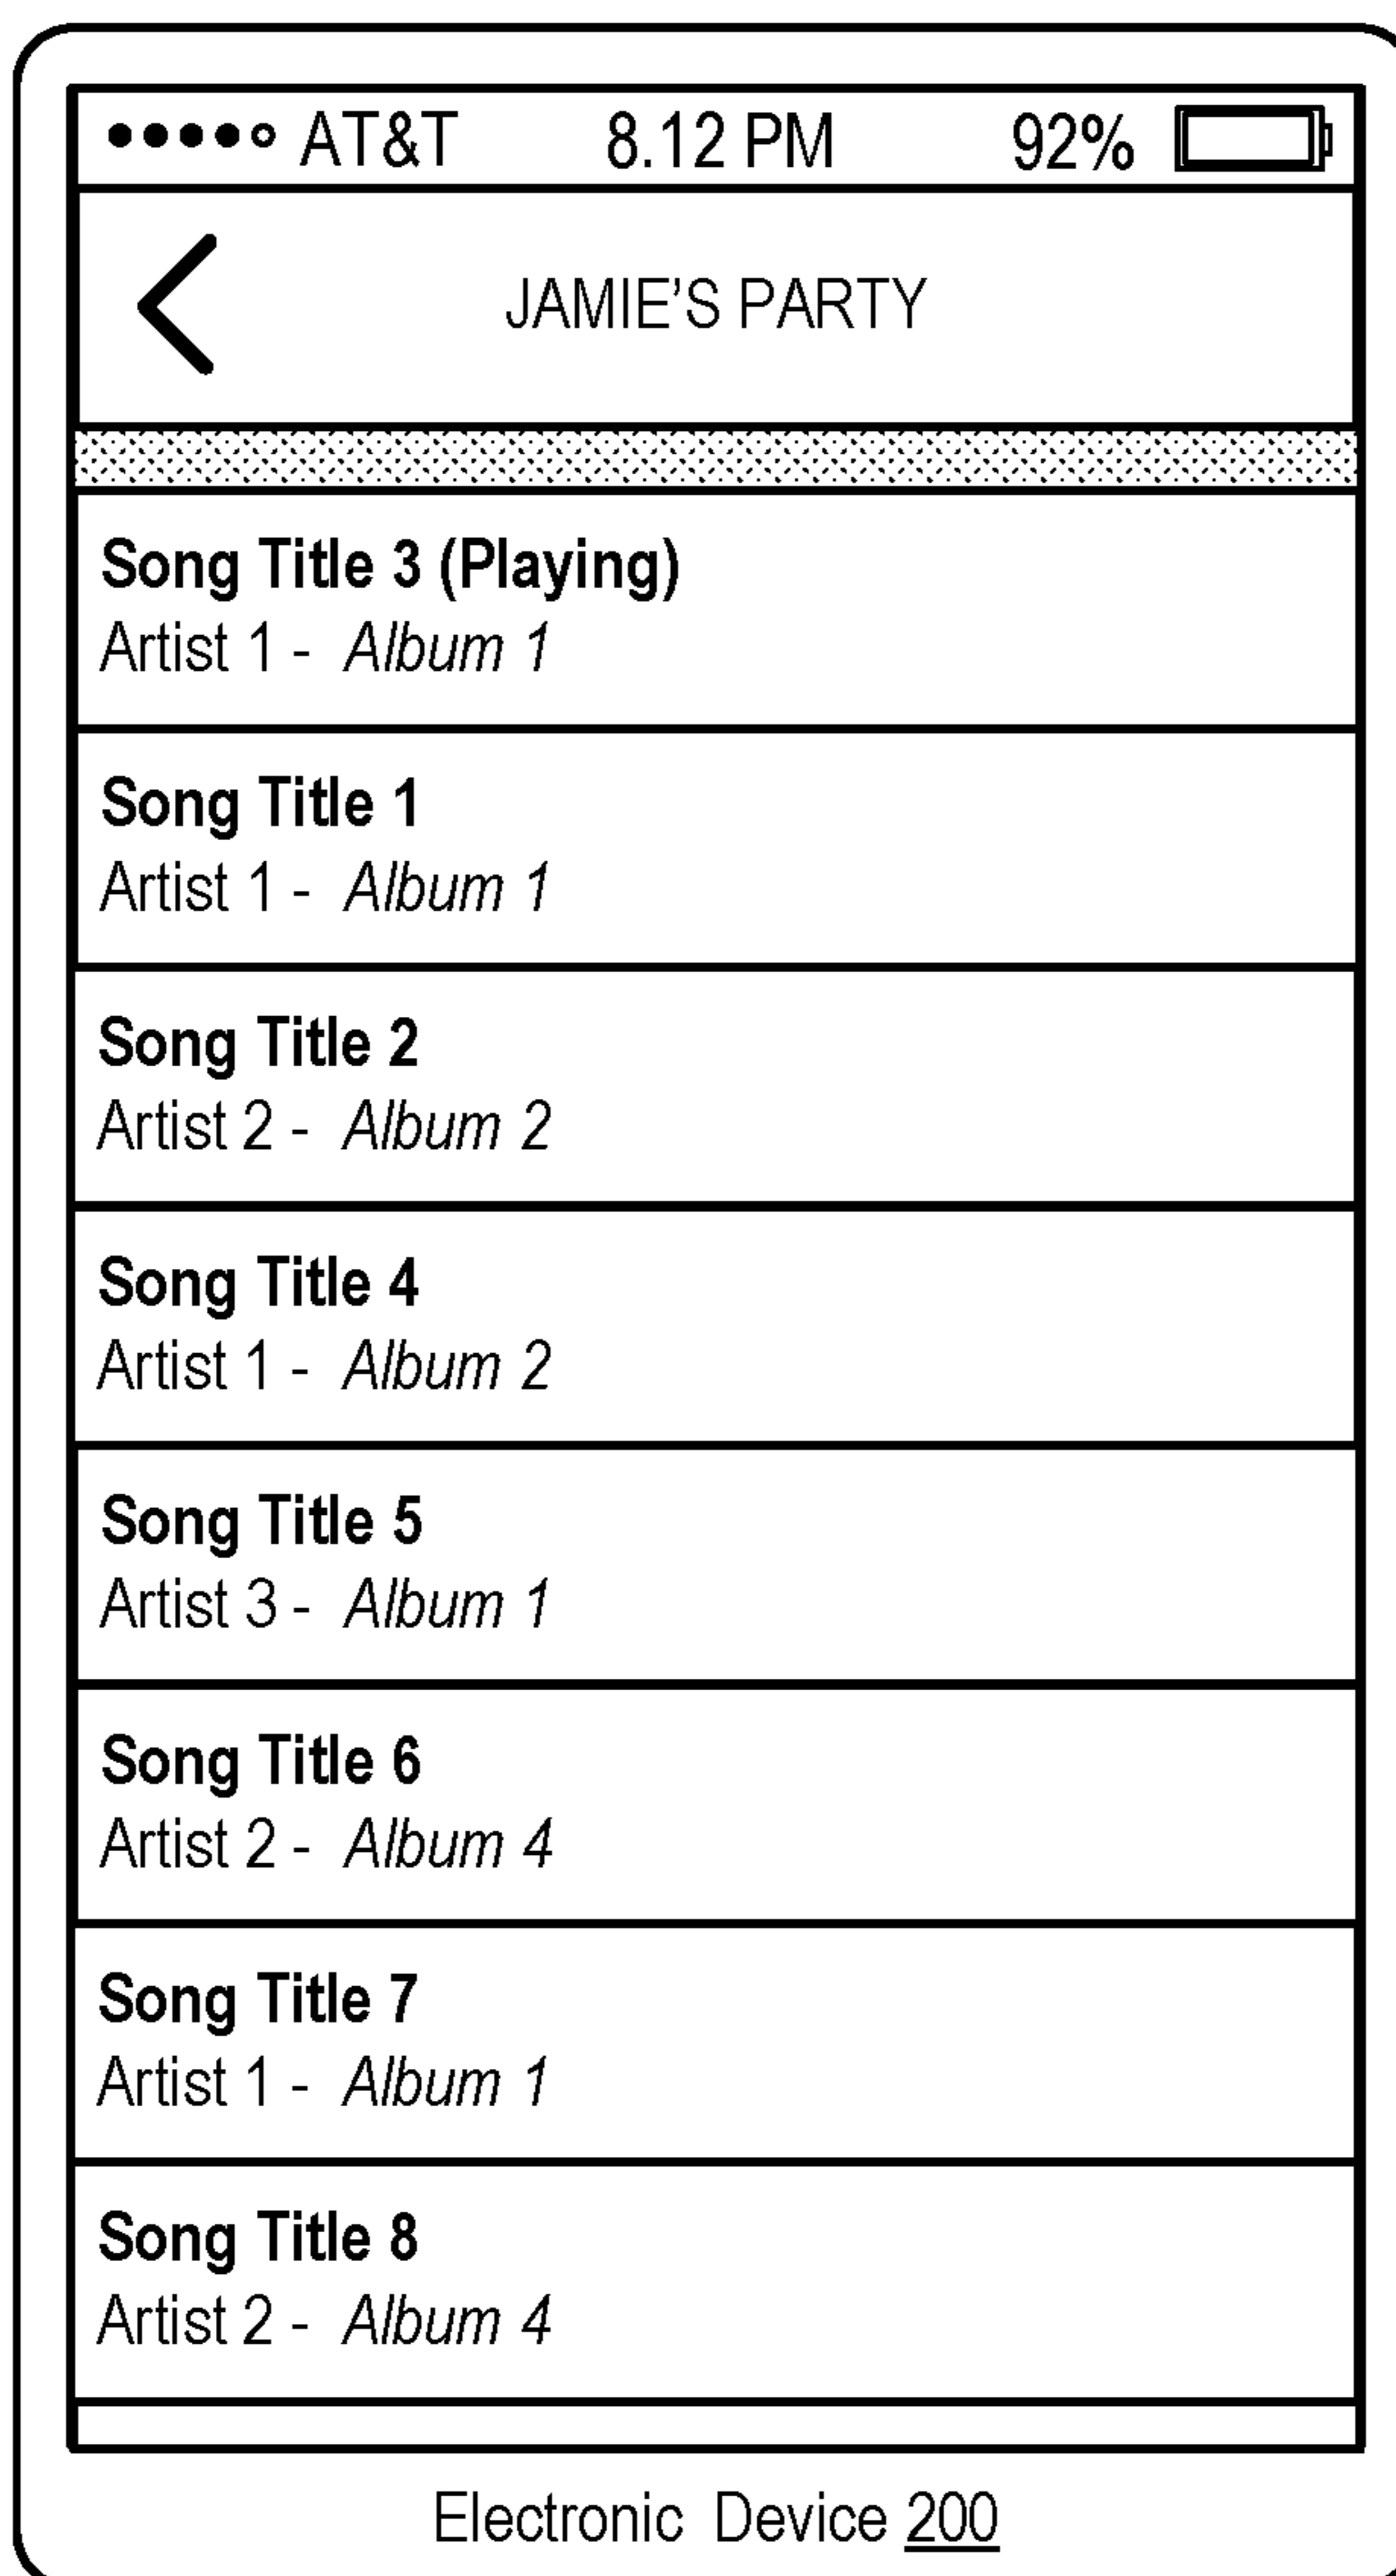 AT&T 8.12 PM 92%
JAMIE'S PARTY
Song Title 3 (Playing)
Artist 1 - Album 1
Song Title 1
Artist 1 - Album 1
Song Title 2
Artist 2 - Album 2
Song Title 4
Artist 1 - Album 2
Song Title 5
Artist 3 - Album 1
Song Title 6
Artist 2 - Album 4
Song Title 7
Artist 1 - Album 1
Song Title 8
Artist 2 - Album 4
Electronic Device 200